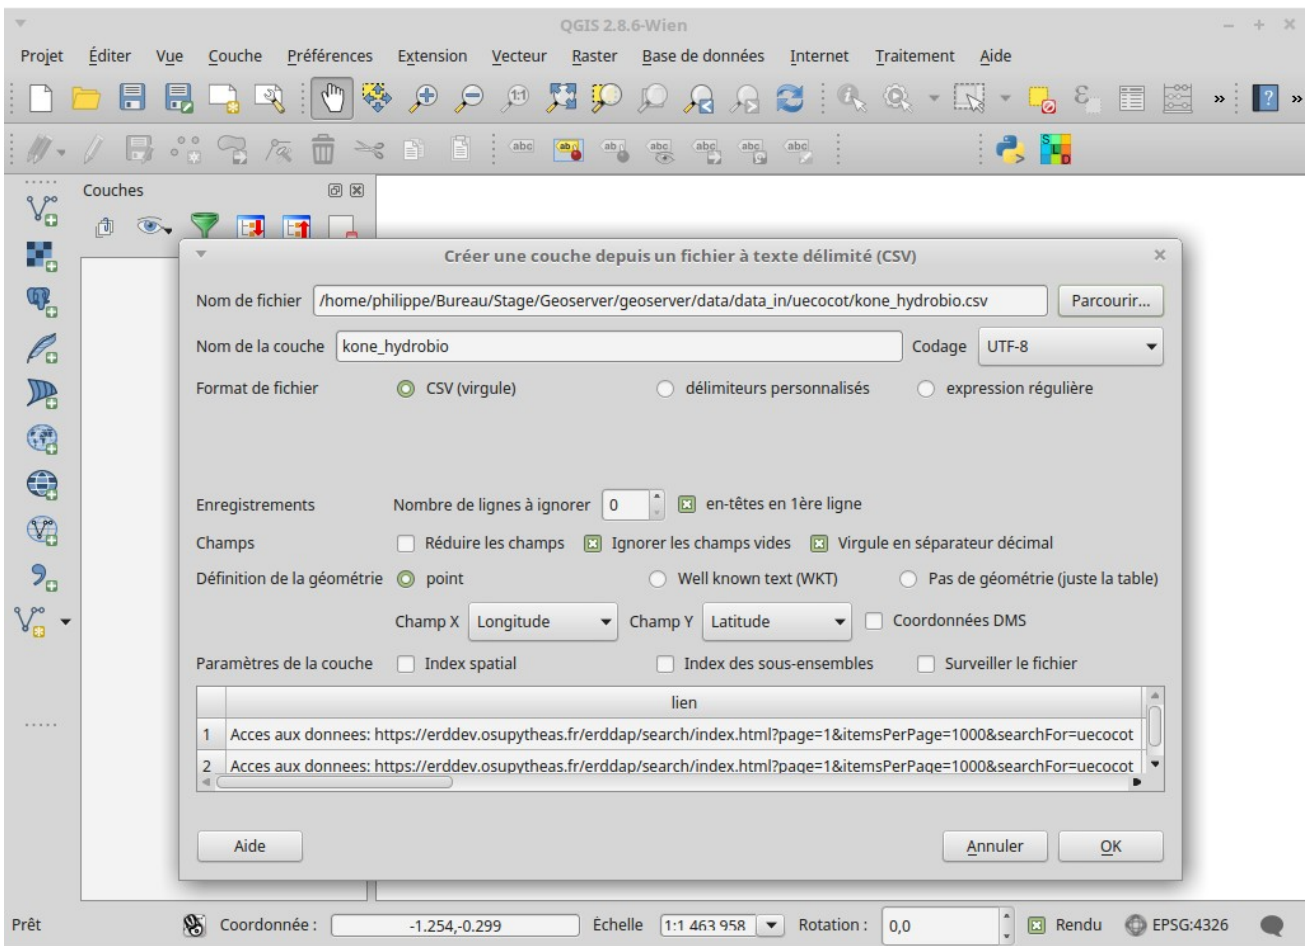 QGIS 2.8.6-Wien
Projet Éditer Vue Couche Préférences Extension Vecteur Raster Base de données Internet Traitement Aide
Couches
Créer une couche depuis un fichier à texte délimité (CSV)
Nom de fichier /home/philippe/Bureau/Stage/Geoserver/geoserver/data/data_in/uecocot/kone_hydrobio.csv Parcourir...
Nom de la couche kone_hydrobio Codage UTF-8
Format de fichier CSV (virgule) délimiteurs personnalisés expression régulière
Enregistrements Nombre de lignes à ignorer 0 en-têtes en 1ère ligne
Champs Réduire les champs Ignorer les champs vides Virgule en séparateur décimal
Définition de la géométrie point Well known text (WKT) Pas de géométrie (juste la table)
Champ X Longitude Champ Y Latitude Coordonnées DMS
Paramètres de la couche Index spatial Index des sous-ensembles Surveiller le fichier
lien
1 Acces aux donnees: https://erddev.osupytheas.fr/erddap/search/index.html?page=1&itemsPerPage=1000&searchFor=uecocot
2 Acces aux donnees: https://erddev.osupytheas.fr/erddap/search/index.html?page=1&itemsPerPage=1000&searchFor=uecocot
Aide Annuler OK
Prêt Coordonnée : -1.254,-0.299 Échelle 1:1 463 958 Rotation : 0,0 Rendu EPSG:4326